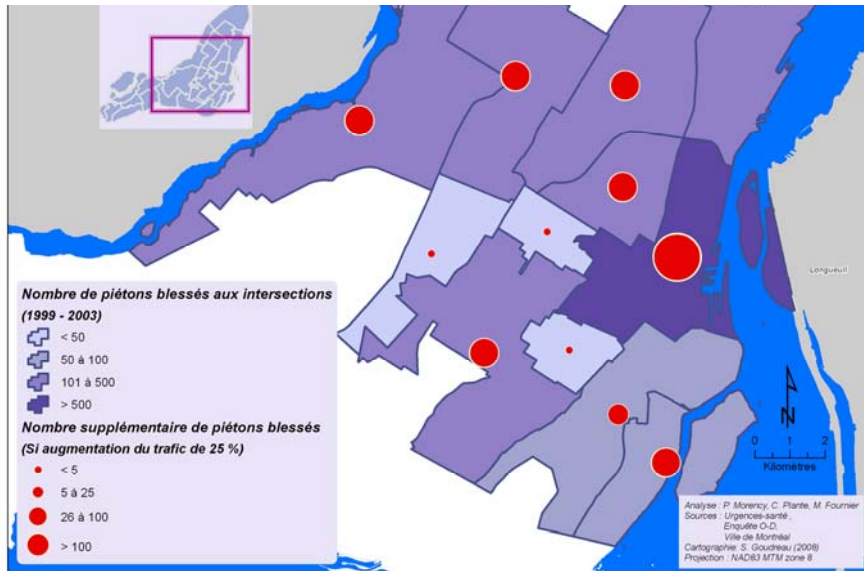 Longueuil
Nombre de piétons blessés aux intersections
(1999 - 2003)
< 50
50 à 100
101 à 500
> 500
Nombre supplémentaire de piétons blessés
(Si augmentation du trafic de 25 %)
< 5
5 à 25
26 à 100
> 100
N
0 1 2
Kilomètres
Analyse : P. Morency, C. Plante, M. Fournier
Sources : Urgences-santé ,
Enquête O-D,
Ville de Montréal
Cartographie: S. Goudreau (2008)
Projection : NAD83 MTM zone 8